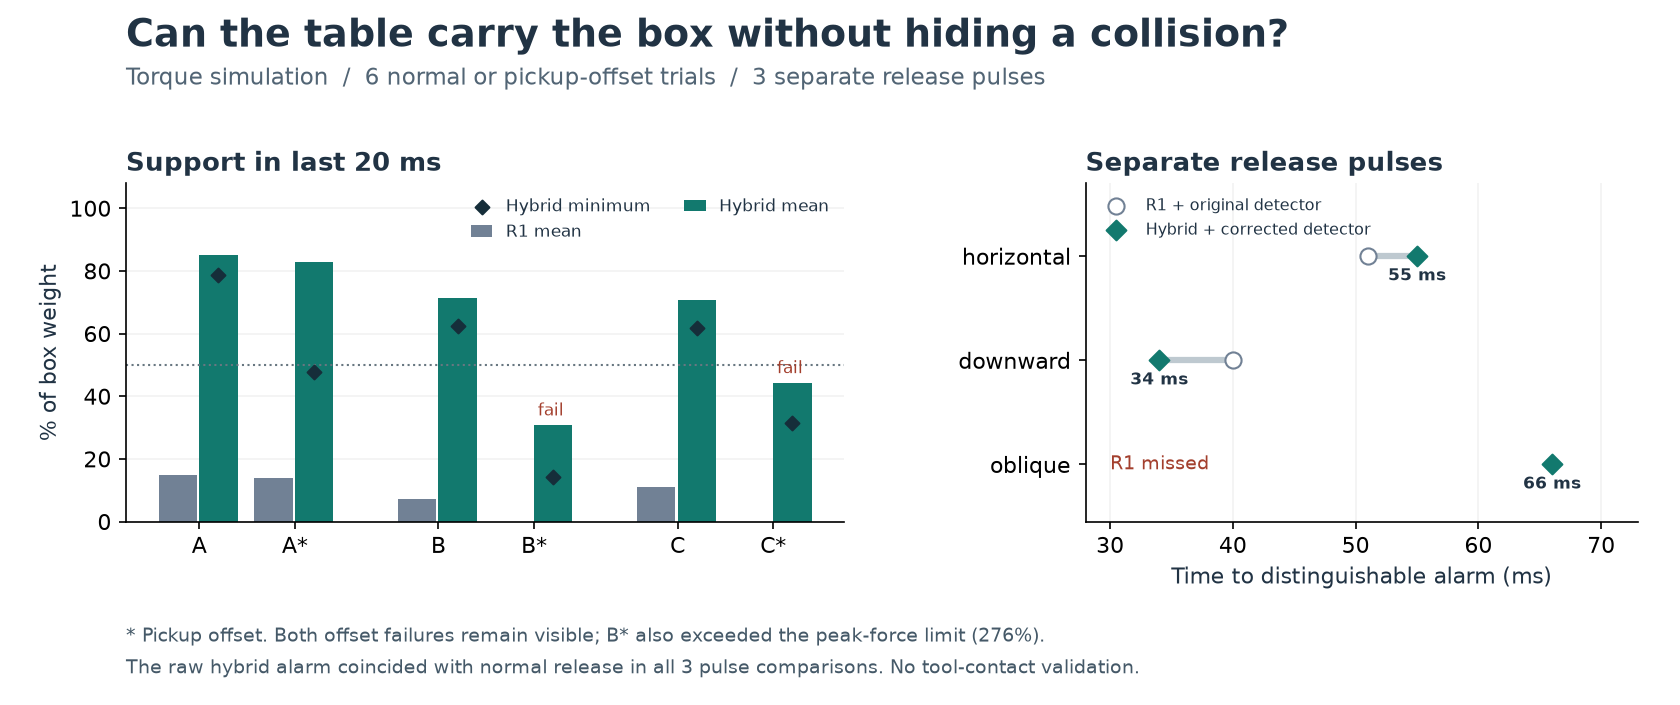 Can the table carry the box without hiding a collision?
Torque simulation / 6 normal or pickup-offset trials / 3 separate release pulses
Support in last 20 ms
Hybrid minimum
Hybrid mean
R1 mean
% of box weight
100
80
60
40
20
0
fail
fail
A
A*
B
B*
C
C*
Separate release pulses
R1 + original detector
Hybrid + corrected detector
horizontal
55 ms
downward
34 ms
oblique
R1 missed
66 ms
30
40
50
60
70
Time to distinguishable alarm (ms)
* Pickup offset. Both offset failures remain visible; B* also exceeded the peak-force limit (276%).
The raw hybrid alarm coincided with normal release in all 3 pulse comparisons. No tool-contact validation.